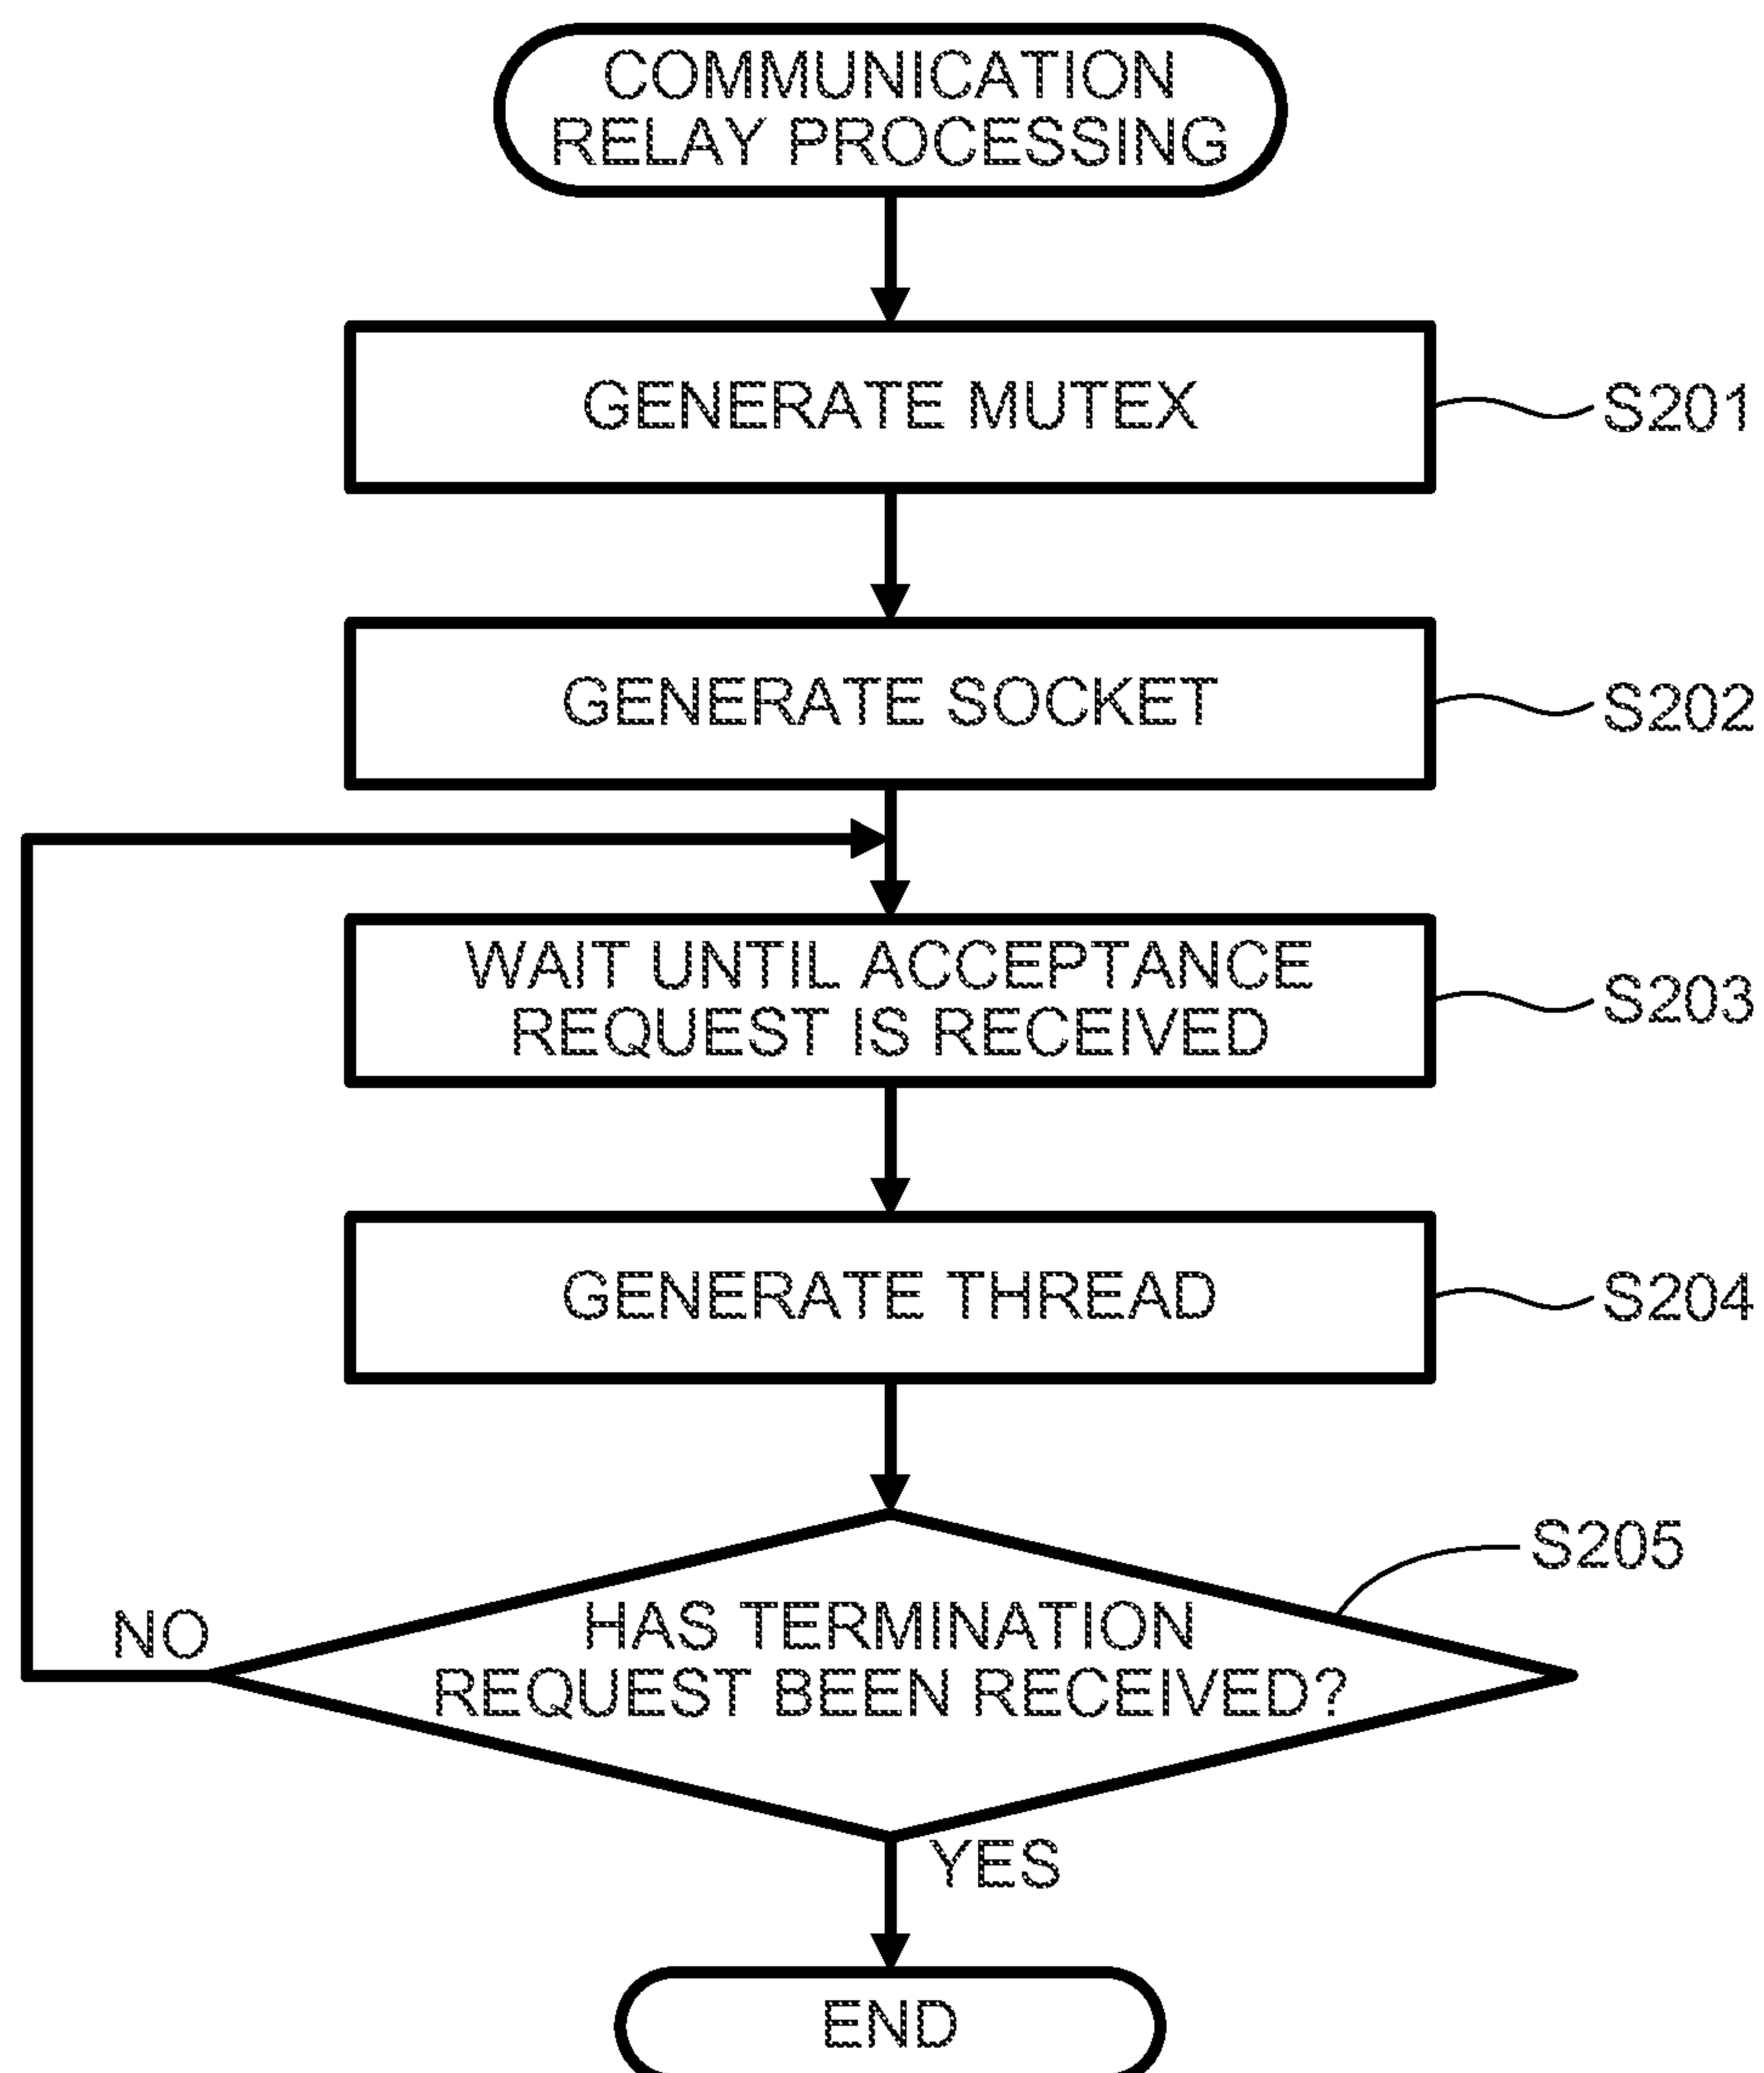 COMMUNICATION
RELAY PROCESSING
GENERATE MUTEX
S201
GENERATE SOCKET
S202
WAIT UNTIL ACCEPTANCE
REQUEST IS RECEIVED
S203
GENERATE THREAD
S204
S205
HAS TERMINATION
REQUEST BEEN RECEIVED?
NO
YES
END